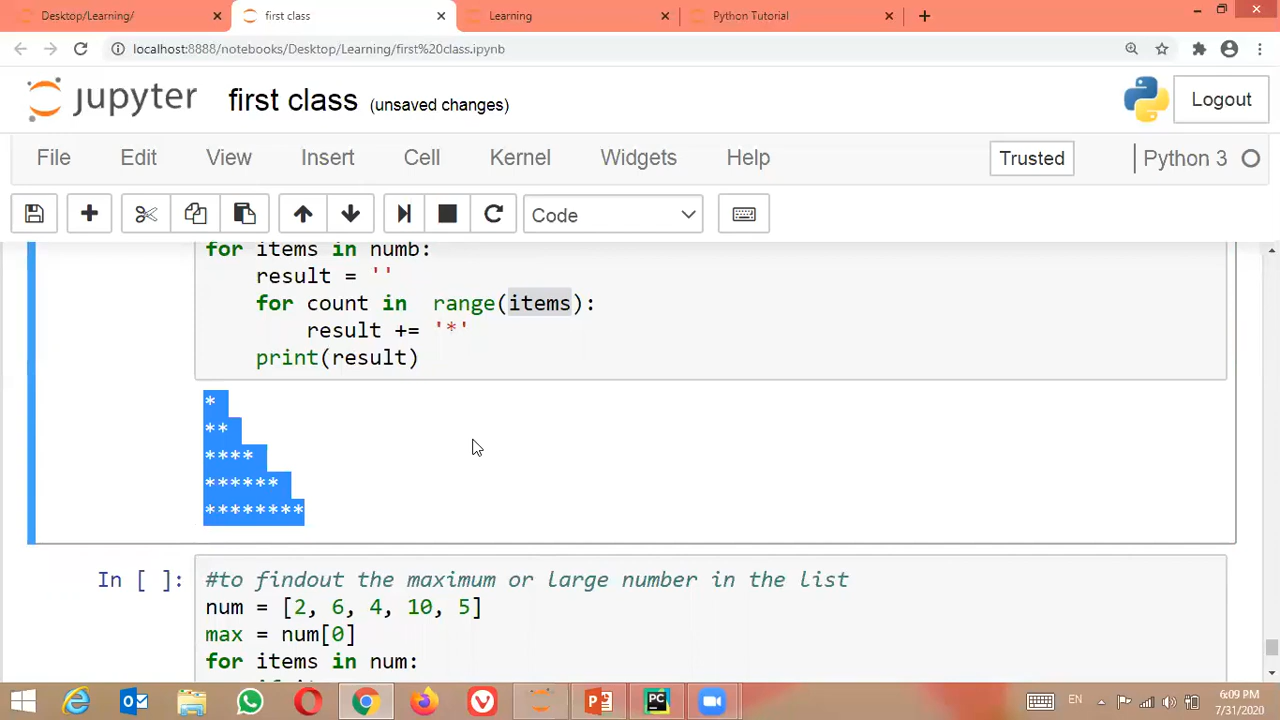 Desktop/Learning/
first class
Learning
Python Tutorial
localhost:8888/notebooks/Desktop/Learning/first%20class.ipynb
jupyter first class (unsaved changes)
Logout
File Edit View Insert Cell Kernel Widgets Help
Trusted
Python 3
Code
for items in numb:
result = ''
for count in range(items):
result += '*'
print(result)
*
**
****
******
********
In [ ]:
#to findout the maximum or large number in the list
num = [2, 6, 4, 10, 5]
max = num[0]
for items in num:
EN
6:09 PM
7/31/2020